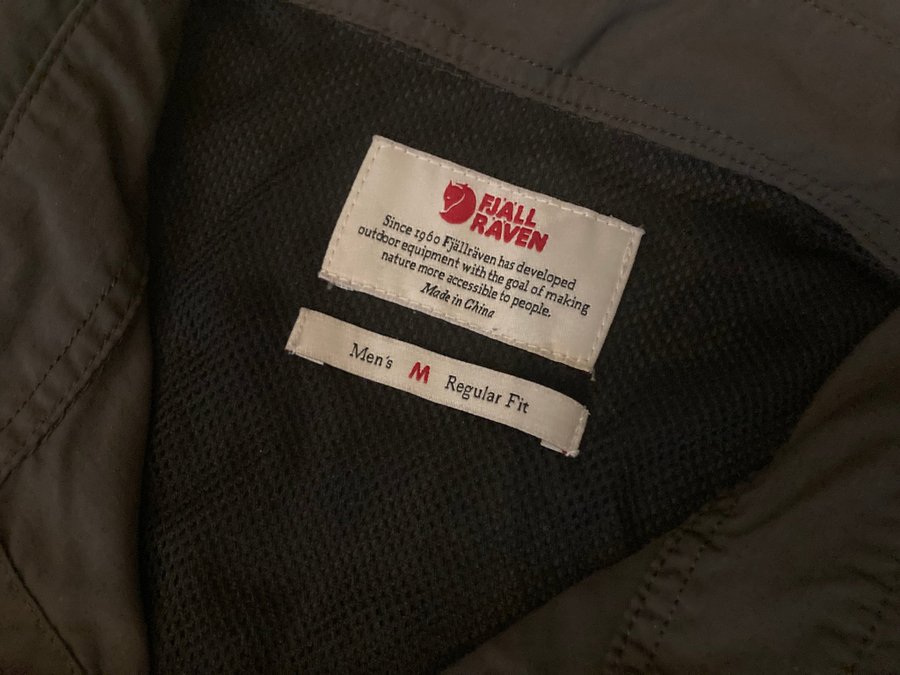 FJÄLL
RÄVEN
Since 1960 Fjällräven has developed
outdoor equipment with the goal of making
nature more accessible to people.
Made in China
Men's M Regular Fit